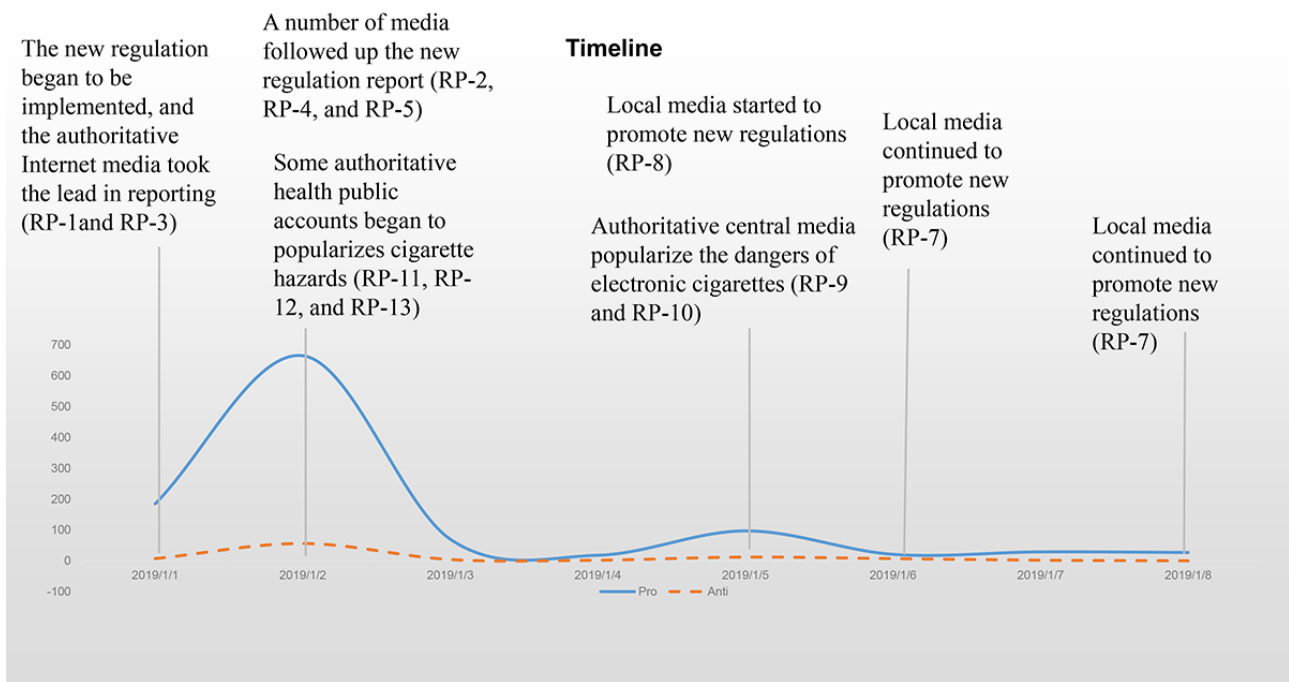 The new regulation
began to be
implemented, and
the authoritative
Internet media took
the lead in reporting
(RP-1and RP-3)
A number of media
followed up the new
regulation report (RP-2,
RP-4, and RP-5)
Some authoritative
health public
accounts began to
popularizes cigarette
hazards (RP-11, RP-
12, and RP-13)
Timeline
Local media started to
promote new regulations
(RP-8)
Authoritative central media
popularize the dangers of
electronic cigarettes (RP-9
and RP-10)
Local media
continued to
promote new
regulations
(RP-7)
Local media
continued to
promote new
regulations
(RP-7)
700
600
500
400
300
200
100
0
-100
2019/1/1
2019/1/2
2019/1/3
2019/1/4
2019/1/5
2019/1/6
2019/1/7
2019/1/8
Pro
Anti